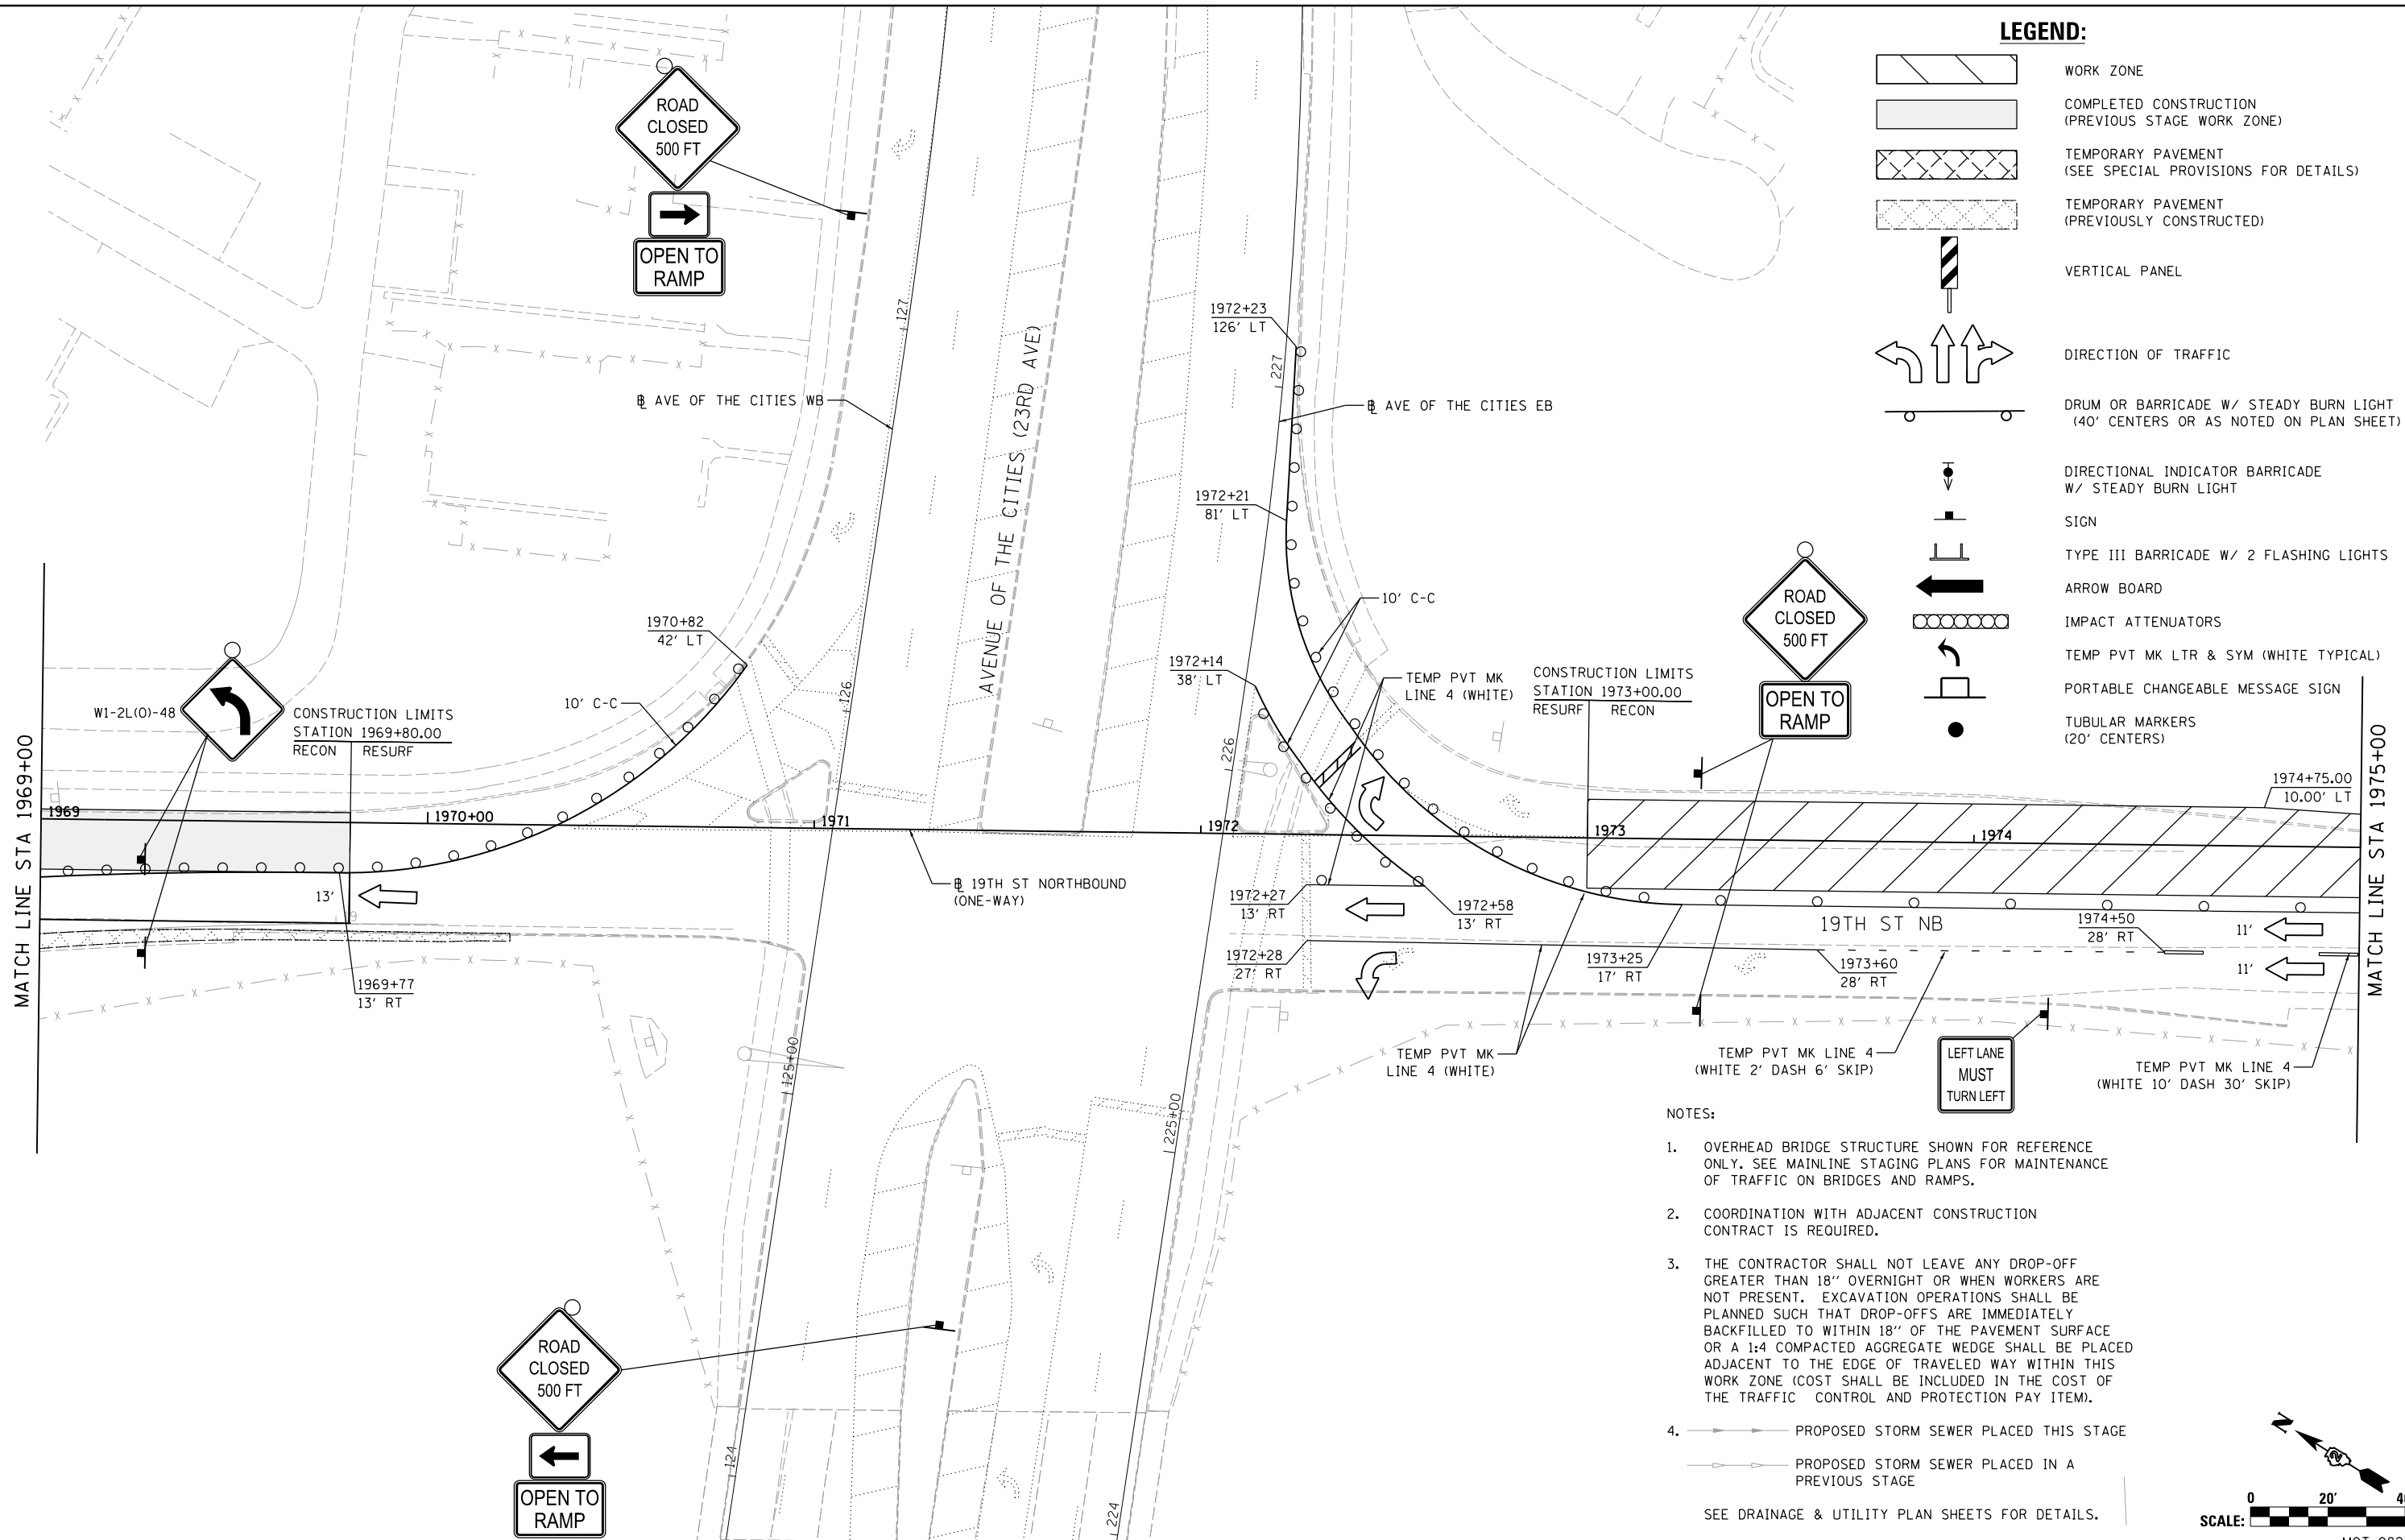 LEGEND:
WORK ZONE
COMPLETED CONSTRUCTION
(PREVIOUS STAGE WORK ZONE)
TEMPORARY PAVEMENT
(SEE SPECIAL PROVISIONS FOR DETAILS)
TEMPORARY PAVEMENT
(PREVIOUSLY CONSTRUCTED)
VERTICAL PANEL
DIRECTION OF TRAFFIC
DRUM OR BARRICADE W/ STEADY BURN LIGHT
(40' CENTERS OR AS NOTED ON PLAN SHEET)
DIRECTIONAL INDICATOR BARRICADE
W/ STEADY BURN LIGHT
SIGN
TYPE III BARRICADE W/ 2 FLASHING LIGHTS
ARROW BOARD
IMPACT ATTENUATORS
TEMP PVT MK LTR & SYM (WHITE TYPICAL)
PORTABLE CHANGEABLE MESSAGE SIGN
TUBULAR MARKERS
(20' CENTERS)
ROAD
CLOSED
500 FT
OPEN TO
RAMP
127
1972+23
126' LT
227
AVENUE OF THE CITIES (23RD AVE)
℄ AVE OF THE CITIES WB
℄ AVE OF THE CITIES EB
1972+21
81' LT
10' C-C
1970+82
42' LT
1972+14
38' LT
TEMP PVT MK
LINE 4 (WHITE)
CONSTRUCTION LIMITS
STATION 1973+00.00
RESURF RECON
ROAD
CLOSED
500 FT
OPEN TO
RAMP
W1-2L(O)-48
CONSTRUCTION LIMITS
STATION 1969+80.00
RECON RESURF
10' C-C
126
226
MATCH LINE STA 1969+00
MATCH LINE STA 1975+00
1974+75.00
10.00' LT
1969
1970+00
1971
1972
1973
1974
13'
℄ 19TH ST NORTHBOUND
(ONE-WAY)
1972+27
13' RT
1972+58
13' RT
19TH ST NB
1974+50
28' RT
11'
11'
1972+28
27' RT
1973+25
17' RT
1973+60
28' RT
1969+77
13' RT
125+00
225+00
TEMP PVT MK
LINE 4 (WHITE)
TEMP PVT MK LINE 4
(WHITE 2' DASH 6' SKIP)
LEFT LANE
MUST
TURN LEFT
TEMP PVT MK LINE 4
(WHITE 10' DASH 30' SKIP)
NOTES:
1. OVERHEAD BRIDGE STRUCTURE SHOWN FOR REFERENCE
ONLY. SEE MAINLINE STAGING PLANS FOR MAINTENANCE
OF TRAFFIC ON BRIDGES AND RAMPS.
2. COORDINATION WITH ADJACENT CONSTRUCTION
CONTRACT IS REQUIRED.
3. THE CONTRACTOR SHALL NOT LEAVE ANY DROP-OFF
GREATER THAN 18'' OVERNIGHT OR WHEN WORKERS ARE
NOT PRESENT. EXCAVATION OPERATIONS SHALL BE
PLANNED SUCH THAT DROP-OFFS ARE IMMEDIATELY
BACKFILLED TO WITHIN 18'' OF THE PAVEMENT SURFACE
OR A 1:4 COMPACTED AGGREGATE WEDGE SHALL BE PLACED
ADJACENT TO THE EDGE OF TRAVELED WAY WITHIN THIS
WORK ZONE (COST SHALL BE INCLUDED IN THE COST OF
THE TRAFFIC CONTROL AND PROTECTION PAY ITEM).
4. PROPOSED STORM SEWER PLACED THIS STAGE
PROPOSED STORM SEWER PLACED IN A
PREVIOUS STAGE
SEE DRAINAGE & UTILITY PLAN SHEETS FOR DETAILS.
ROAD
CLOSED
500 FT
OPEN TO
RAMP
124
224
N
0 20'
SCALE: